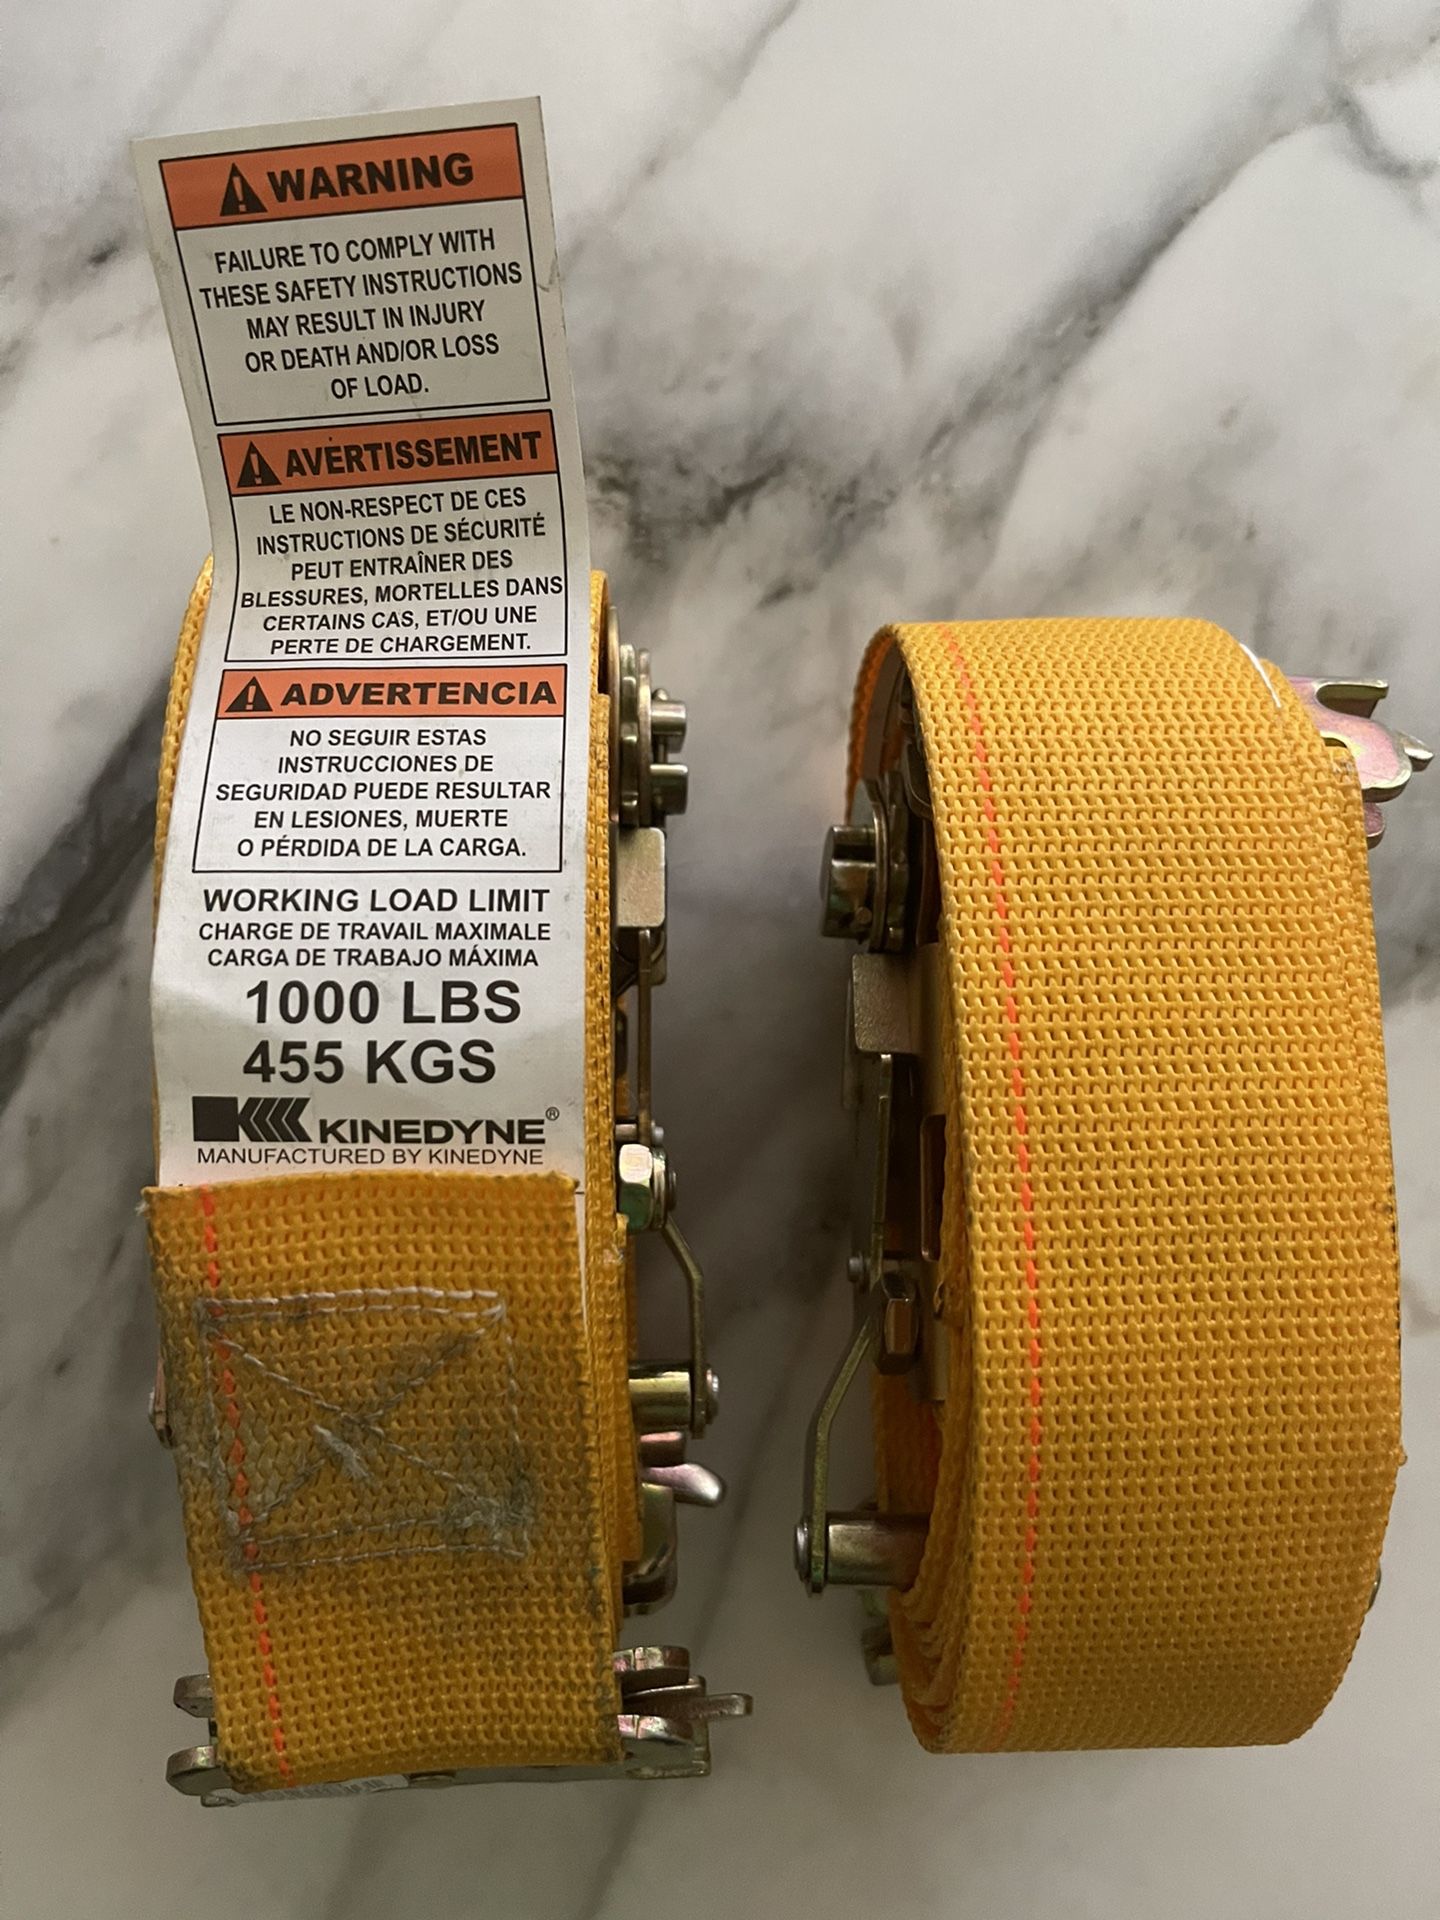 WARNING
FAILURE TO COMPLY WITH
THESE SAFETY INSTRUCTIONS
MAY RESULT IN INJURY
OR DEATH AND/OR LOSS
OF LOAD.
AVERTISSEMENT
LE NON-RESPECT DE CES
INSTRUCTIONS DE SÉCURITÉ
PEUT ENTRAÎNER DES
BLESSURES, MORTELLES DANS
CERTAINS CAS, ET/OU UNE
PERTE DE CHARGEMENT.
ADVERTENCIA
NO SEGUIR ESTAS
INSTRUCCIONES DE
SEGURIDAD PUEDE RESULTAR
EN LESIONES, MUERTE
O PÉRDIDA DE LA CARGA.
WORKING LOAD LIMIT
CHARGE DE TRAVAIL MAXIMALE
CARGA DE TRABAJO MÁXIMA
1000 LBS
455 KGS
KINEDYNE®
MANUFACTURED BY KINEDYNE